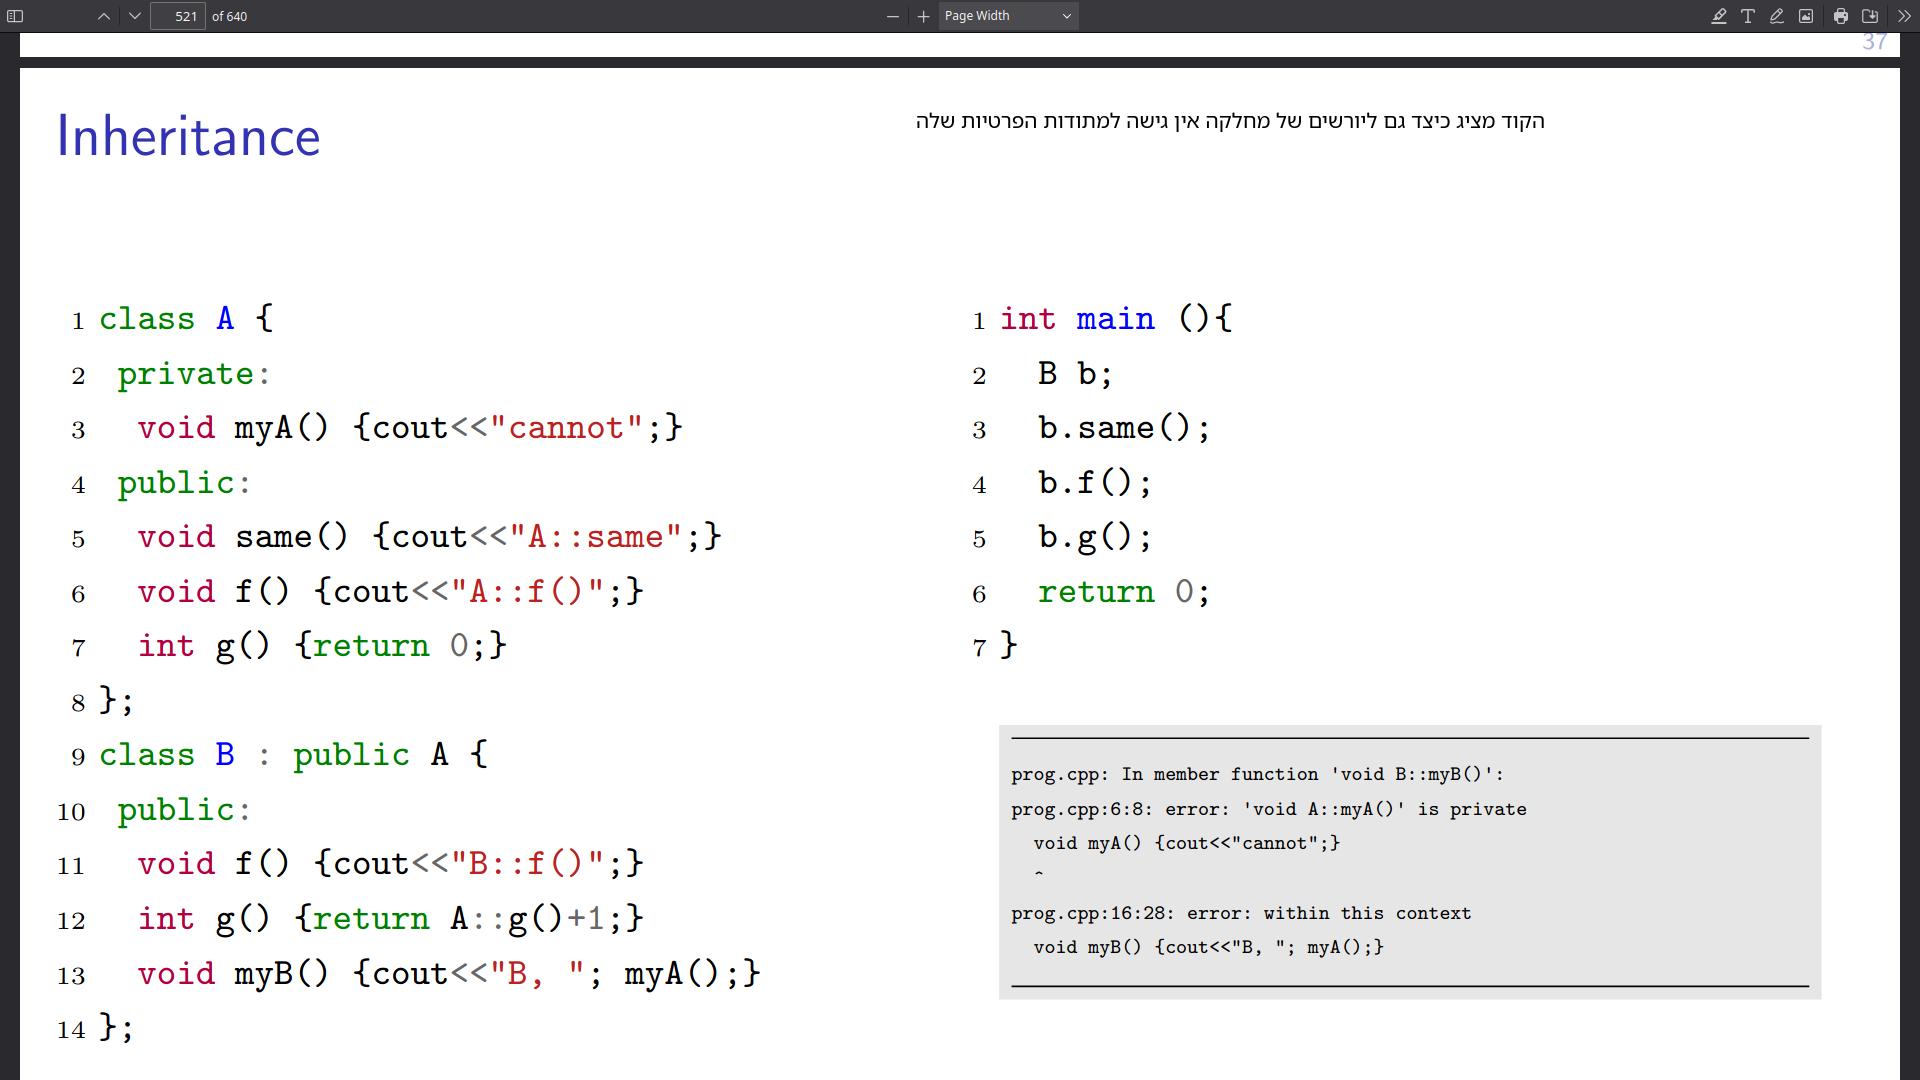 521 of 640
Page Width
37
Inheritance
הקוד מציג כיצד גם ליורשים של מחלקה אין גישה למתודות הפרטיות שלה
1 class A {
2 private:
3 void myA() {cout<<"cannot";}
4 public:
5 void same() {cout<<"A::same";}
6 void f() {cout<<"A::f()";}
7 int g() {return 0;}
8 };
9 class B : public A {
10 public:
11 void f() {cout<<"B::f()";}
12 int g() {return A::g()+1;}
13 void myB() {cout<<"B, "; myA();}
14 };
1 int main (){
2 B b;
3 b.same();
4 b.f();
5 b.g();
6 return 0;
7 }
prog.cpp: In member function 'void B::myB()':
prog.cpp:6:8: error: 'void A::myA()' is private
void myA() {cout<<"cannot";}
^
prog.cpp:16:28: error: within this context
void myB() {cout<<"B, "; myA();}